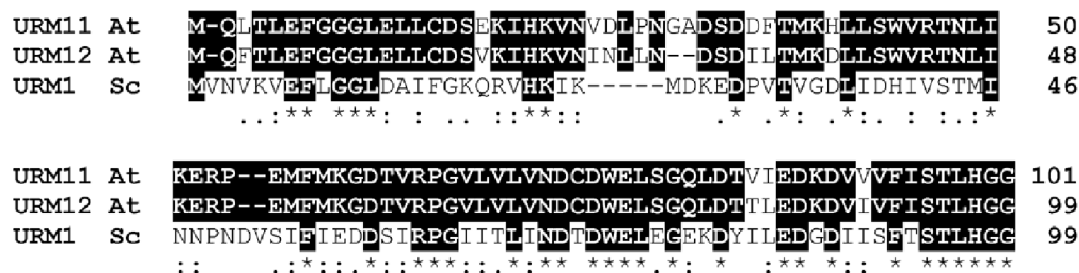 URM11 At M-QLTLEFGGGLELLCDSEKIHKVNVDLPNGADSDDFTMKHLLSWVRTNLI 50
URM12 At M-QFTLEFGGGLELLCDSVKIHKVNINLLN--DSDILTMKDLLSWVRTNLI 48
URM1 Sc MVNVKVEFLGGLDAIFGKQRVHKIK-----MDKEDPVTVGDLIDHIVSTMI 46
..:** ***: : . . ::**:: .* .*: .*:. : .:: *
URM11 At KERP--EMFMKGDTVRPGVLVLVNDCDWELSGQLDTVIEDKDVVVFISTLHGG 101
URM12 At KERP--EMFMKGDTVRPGVLVLVNDCDWELSGQLDTTLEDKDVIVFISTLHGG 99
URM1 Sc NNPNDVSIFIEDDSIRPGIITLINDTDWELEGEKDYILEDGDIISFTSTLHGG 99
:: .:*::.*::***::.*:** ****.*: * :** *:: * ******